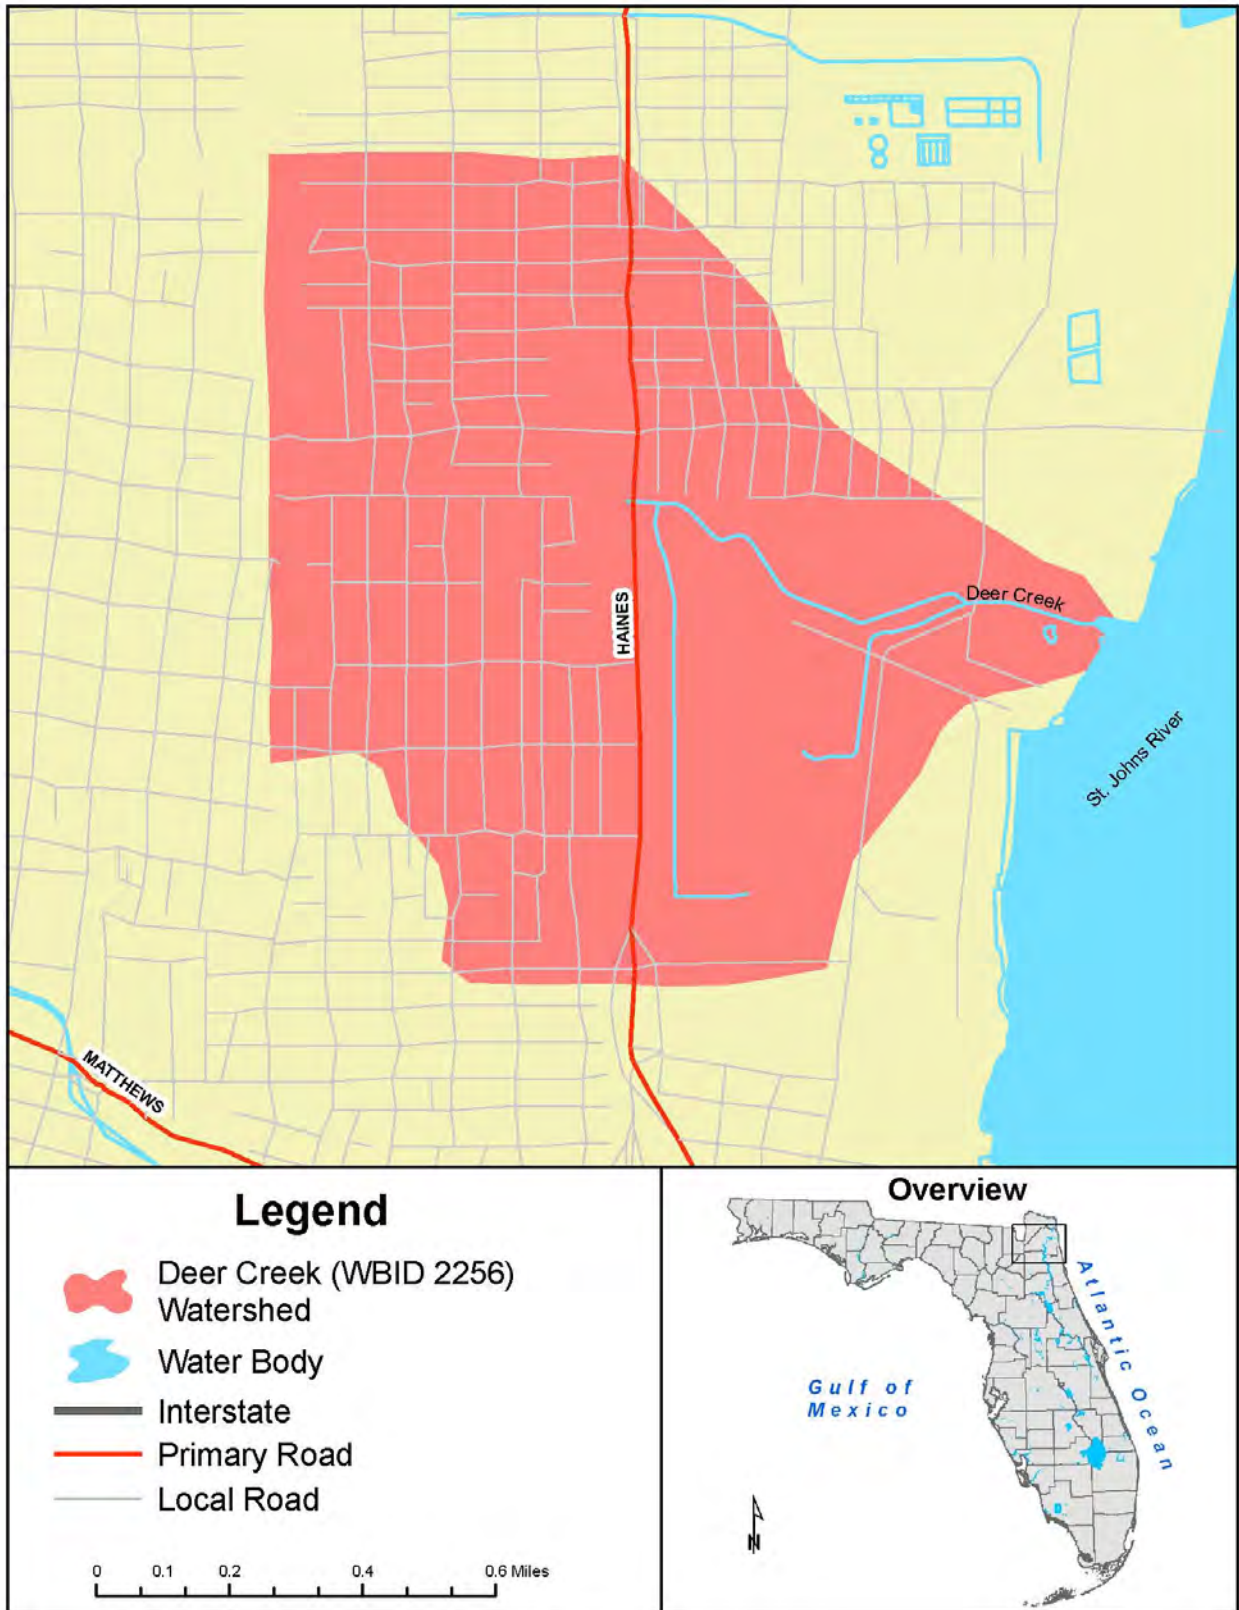 HAINES
Deer Creek
St. Johns River
MATTHEWS
Legend
Deer Creek (WBID 2256)
Watershed
Water Body
Interstate
Primary Road
Local Road
0 0.1 0.2 0.4 0.6 Miles
Overview
Gulf of
Mexico
Atlantic Ocean
N